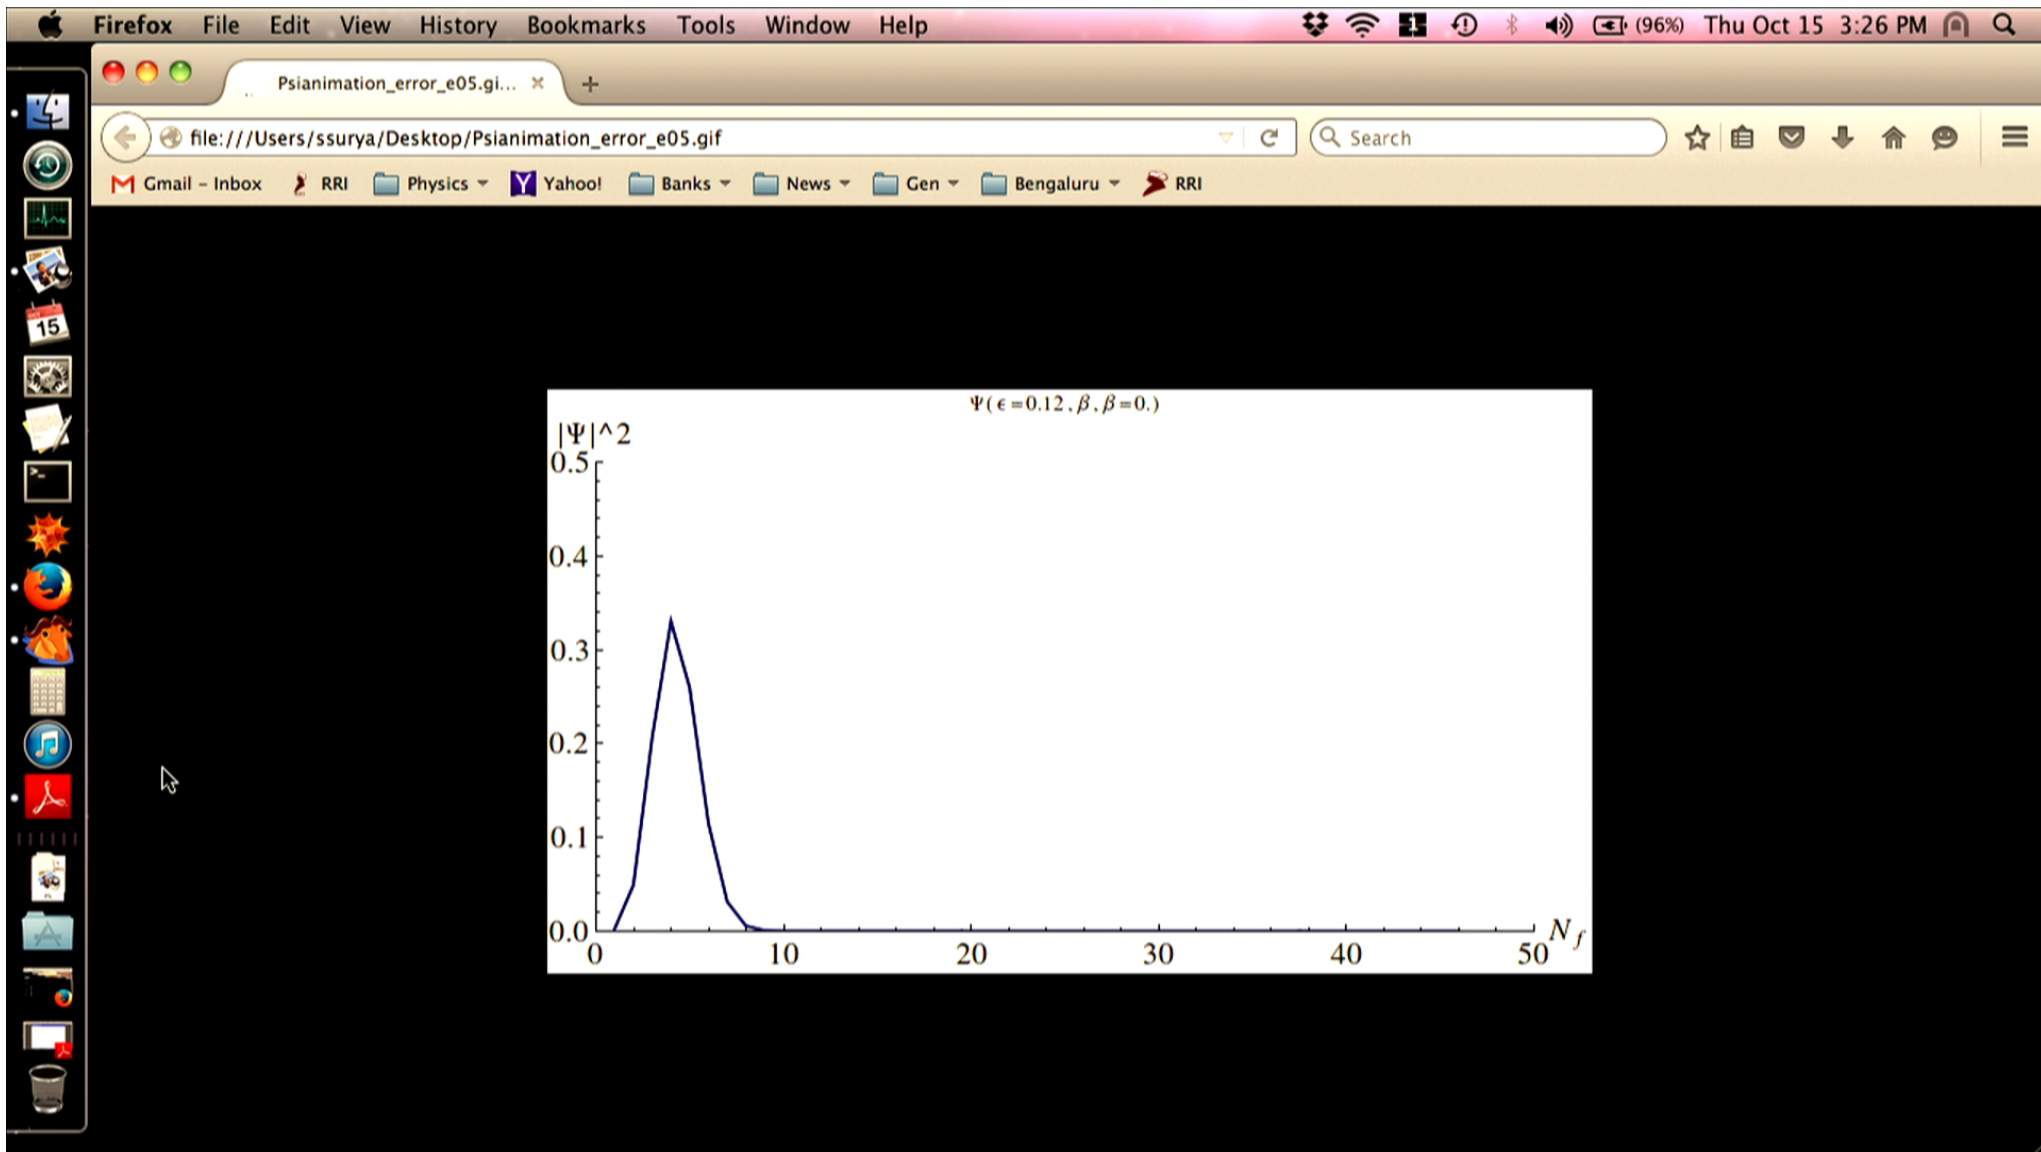 Firefox File Edit View History Bookmarks Tools Window Help 1 (96%) Thu Oct 15 3:26 PM
Psianimation_error_e05.gi... × +
file:///Users/ssurya/Desktop/Psianimation_error_e05.gif Search
Gmail – Inbox RRI Physics Yahoo! Banks News Gen Bengaluru RRI
15
Ψ(ϵ=0.12,β,β=0.)
|Ψ|^2
0.5
0.4
0.3
0.2
0.1
0.0
0 10 20 30 40 50 N_f